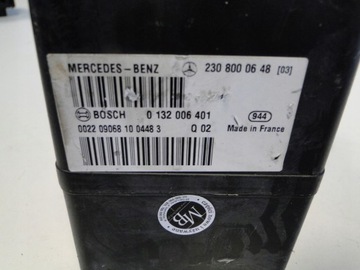 MERCEDES-BENZ 230 800 06 48 [03]
BOSCH 0 132 006 401 944
0022 09068 10 0448 3 Q 02 Made in France
MB